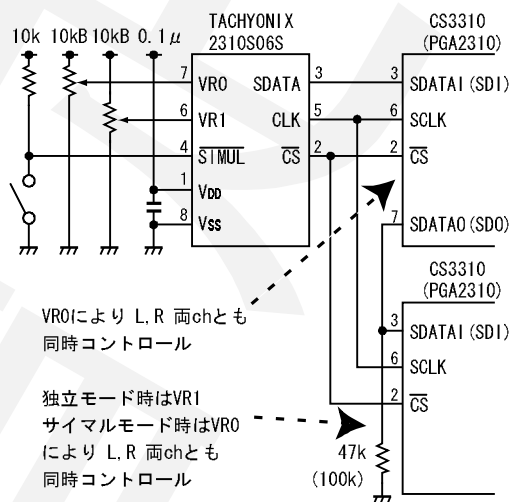 TACHYONIX
2310S06S
CS3310
(PGA2310)
10k 10kB 10kB 0.1μ
7 VR0
6 VR1
4 SIMUL
1 VDD
8 VSS
SDATA 3
CLK 5
CS 2
3 SDATAI(SDI)
6 SCLK
2 CS
7 SDATAO(SDO)
CS3310
(PGA2310)
3 SDATAI(SDI)
6 SCLK
2 CS
VR0により L,R 両chとも
同時コントロール
独立モード時はVR1
サイマルモード時はVR0
により L,R 両chとも
同時コントロール
47k
(100k)